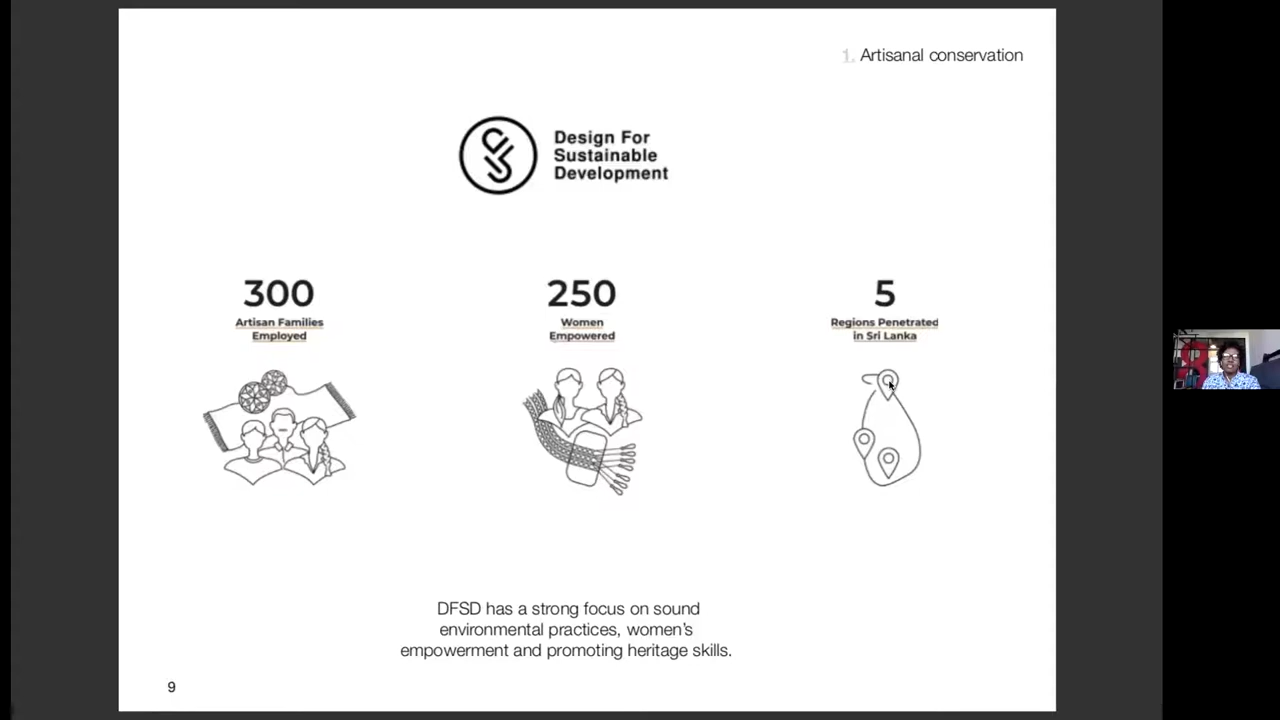 1. Artisanal conservation
Design For
Sustainable
Development
300
Artisan Families
Employed
250
Women
Empowered
5
Regions Penetrated
in Sri Lanka
DFSD has a strong focus on sound
environmental practices, women’s
empowerment and promoting heritage skills.
9